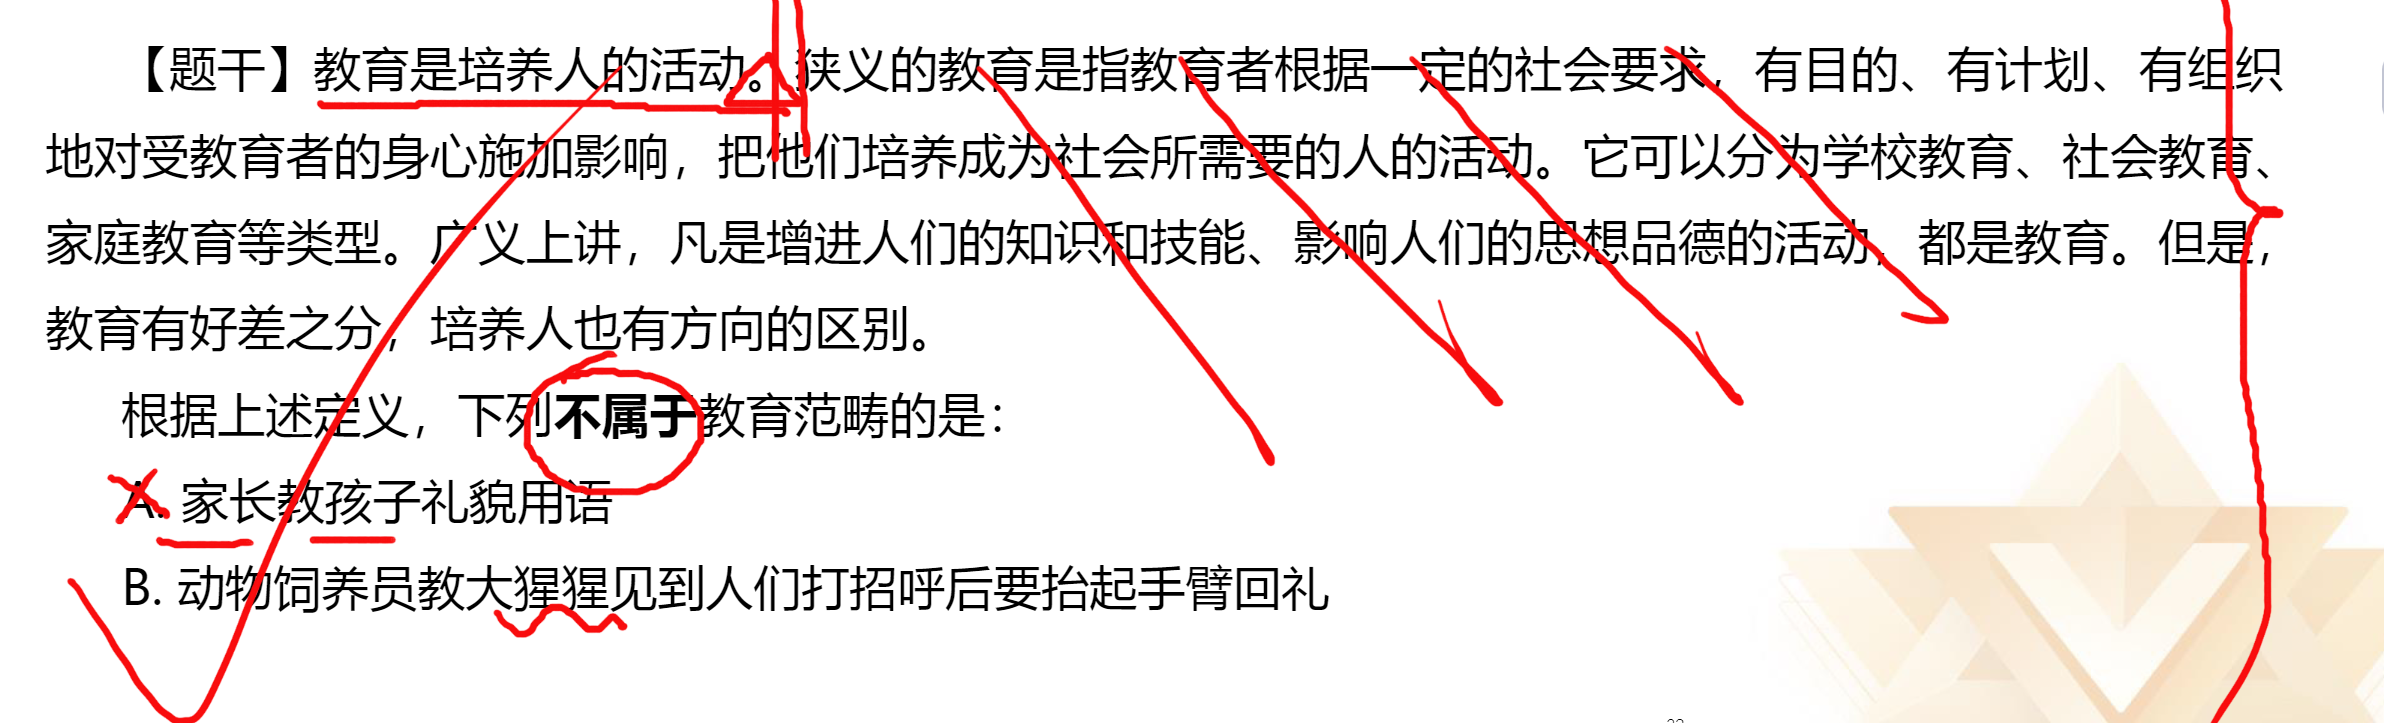 【题干】教育是培养人的活动。狭义的教育是指教育者根据一定的社会要求，有目的、有计划、有组织
地对受教育者的身心施加影响，把他们培养成为社会所需要的人的活动。它可以分为学校教育、社会教育、
家庭教育等类型。广义上讲，凡是增进人们的知识和技能、影响人们的思想品德的活动，都是教育。但是，
教育有好差之分，培养人也有方向的区别。
根据上述定义，下列不属于教育范畴的是：
A. 家长教孩子礼貌用语
B. 动物饲养员教大猩猩见到人们打招呼后要抬起手臂回礼